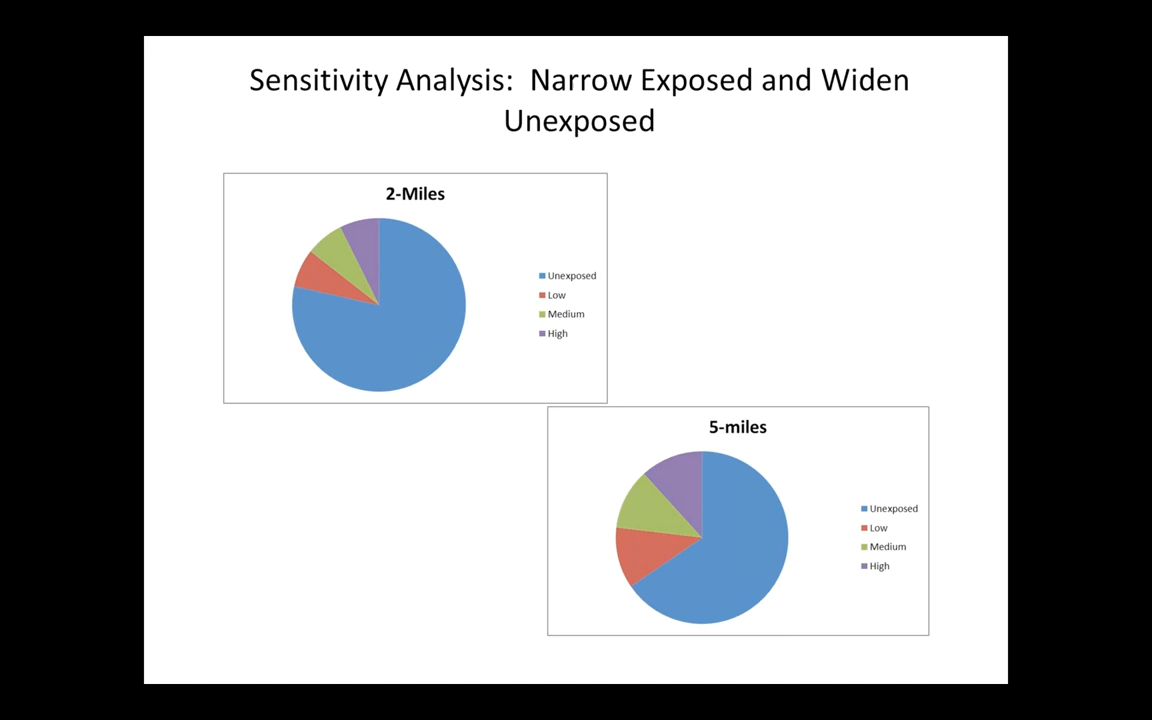 Sensitivity Analysis:  Narrow Exposed and Widen
Unexposed
2-Miles
Unexposed
Low
Medium
High
5-miles
Unexposed
Low
Medium
High